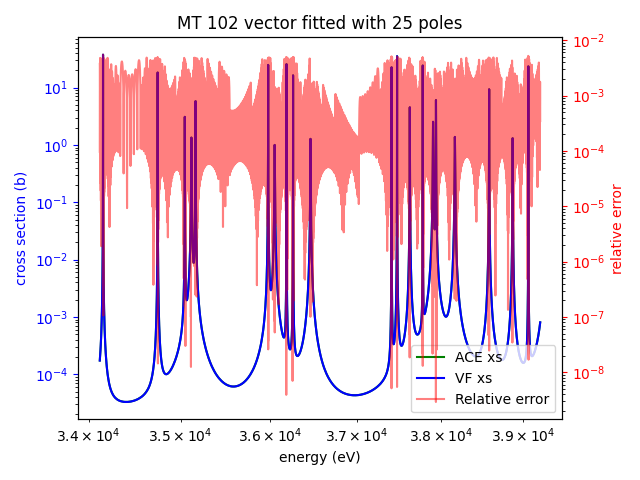 MT 102 vector fitted with 25 poles
cross section (b)
10¹
10⁰
10⁻¹
10⁻²
10⁻³
10⁻⁴
10⁻²
10⁻³
10⁻⁴
10⁻⁵
10⁻⁶
10⁻⁷
10⁻⁸
relative error
ACE xs
VF xs
Relative error
3.4 × 10⁴ 3.5 × 10⁴ 3.6 × 10⁴ 3.7 × 10⁴ 3.8 × 10⁴ 3.9 × 10⁴
energy (eV)